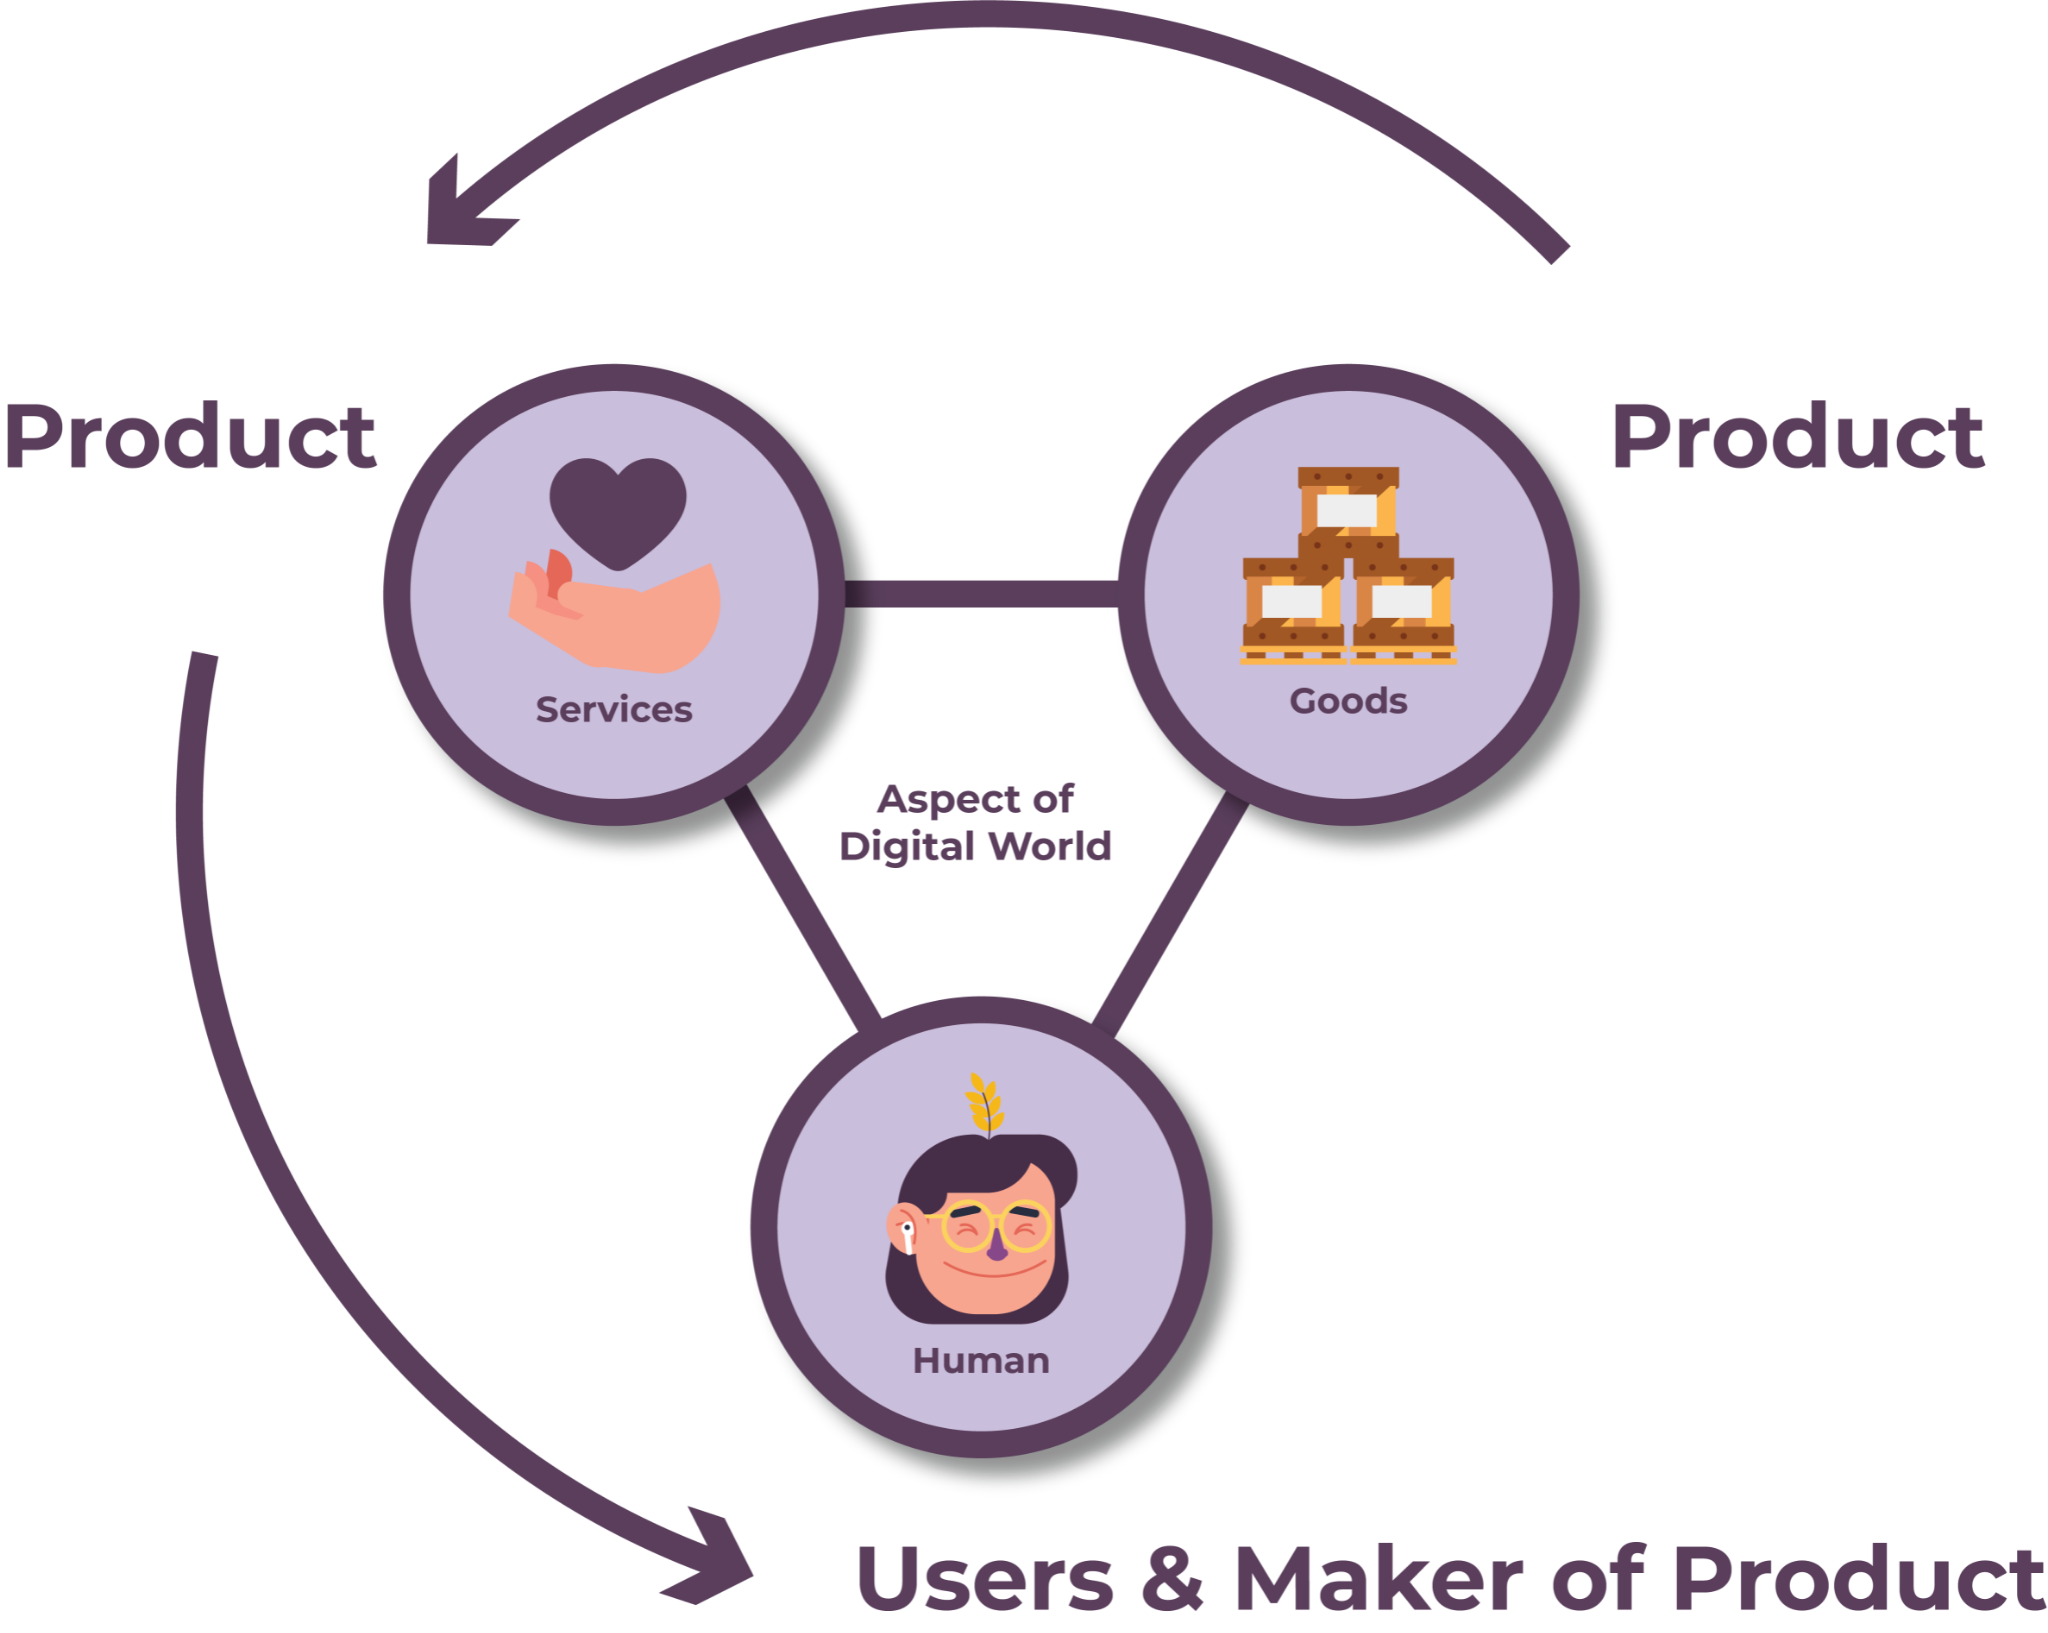 Product
Product
Services
Goods
Aspect of
Digital World
Human
Users & Maker of Product